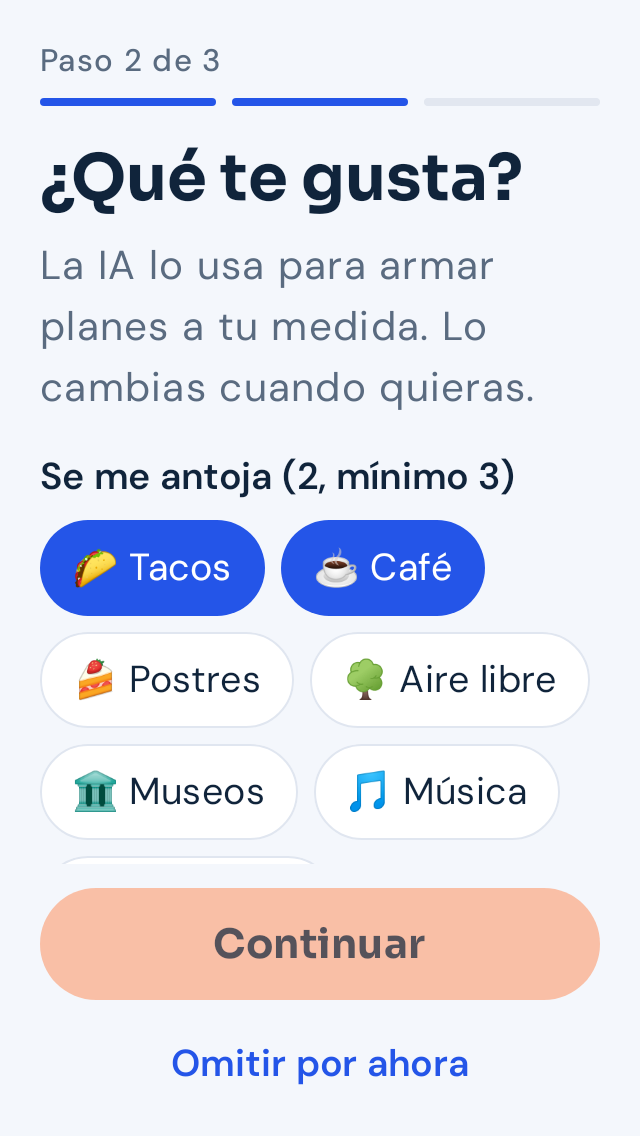 Paso 2 de 3
¿Qué te gusta?
La IA lo usa para armar
planes a tu medida. Lo
cambias cuando quieras.
Se me antoja (2, mínimo 3)
🌮 Tacos ☕ Café
🍰 Postres 🌳 Aire libre
🏛️ Museos 🎵 Música
Continuar
Omitir por ahora